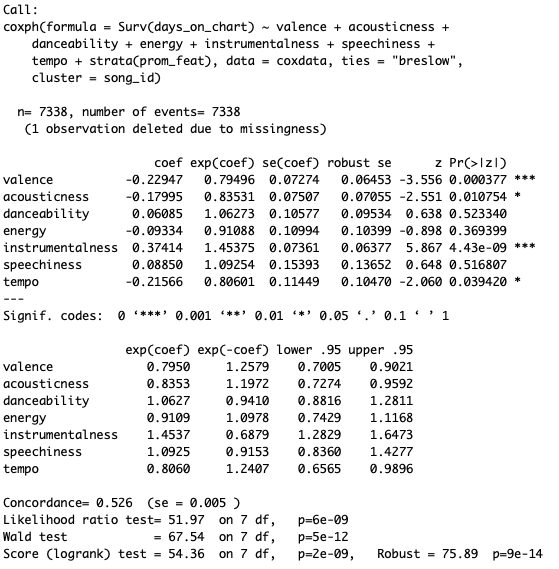 Call:
coxph(formula = Surv(days_on_chart) ~ valence + acousticness +
    danceability + energy + instrumentalness + speechiness +
    tempo + strata(prom_feat), data = coxdata, ties = "breslow",
    cluster = song_id)

  n= 7338, number of events= 7338
   (1 observation deleted due to missingness)

                     coef exp(coef) se(coef) robust se      z Pr(>|z|)
valence          -0.22947   0.79496  0.07274   0.06453 -3.556 0.000377 ***
acousticness     -0.17995   0.83531  0.07507   0.07055 -2.551 0.010754 *
danceability      0.06085   1.06273  0.10577   0.09534  0.638 0.523340
energy           -0.09334   0.91088  0.10994   0.10399 -0.898 0.369399
instrumentalness  0.37414   1.45375  0.07361   0.06377  5.867 4.43e-09 ***
speechiness       0.08850   1.09254  0.15393   0.13652  0.648 0.516807
tempo            -0.21566   0.80601  0.11449   0.10470 -2.060 0.039420 *
---
Signif. codes:  0 ‘***’ 0.001 ‘**’ 0.01 ‘*’ 0.05 ‘.’ 0.1 ‘ ’ 1

                 exp(coef) exp(-coef) lower .95 upper .95
valence             0.7950     1.2579    0.7005    0.9021
acousticness        0.8353     1.1972    0.7274    0.9592
danceability        1.0627     0.9410    0.8816    1.2811
energy              0.9109     1.0978    0.7429    1.1168
instrumentalness    1.4537     0.6879    1.2829    1.6473
speechiness         1.0925     0.9153    0.8360    1.4277
tempo               0.8060     1.2407    0.6565    0.9896

Concordance= 0.526  (se = 0.005 )
Likelihood ratio test= 51.97  on 7 df,   p=6e-09
Wald test            = 67.54  on 7 df,   p=5e-12
Score (logrank) test = 54.36  on 7 df,   p=2e-09,   Robust = 75.89  p=9e-14